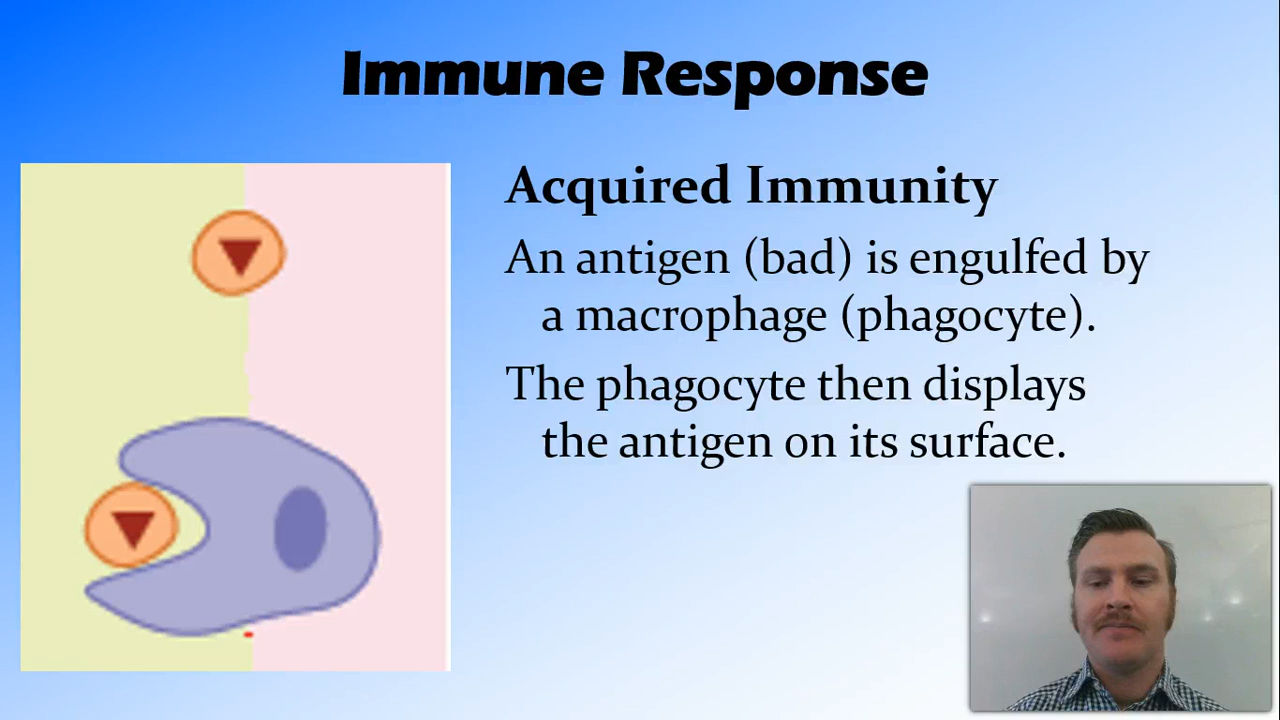 Immune Response
Acquired Immunity
An antigen (bad) is engulfed by
a macrophage (phagocyte).
The phagocyte then displays
the antigen on its surface.